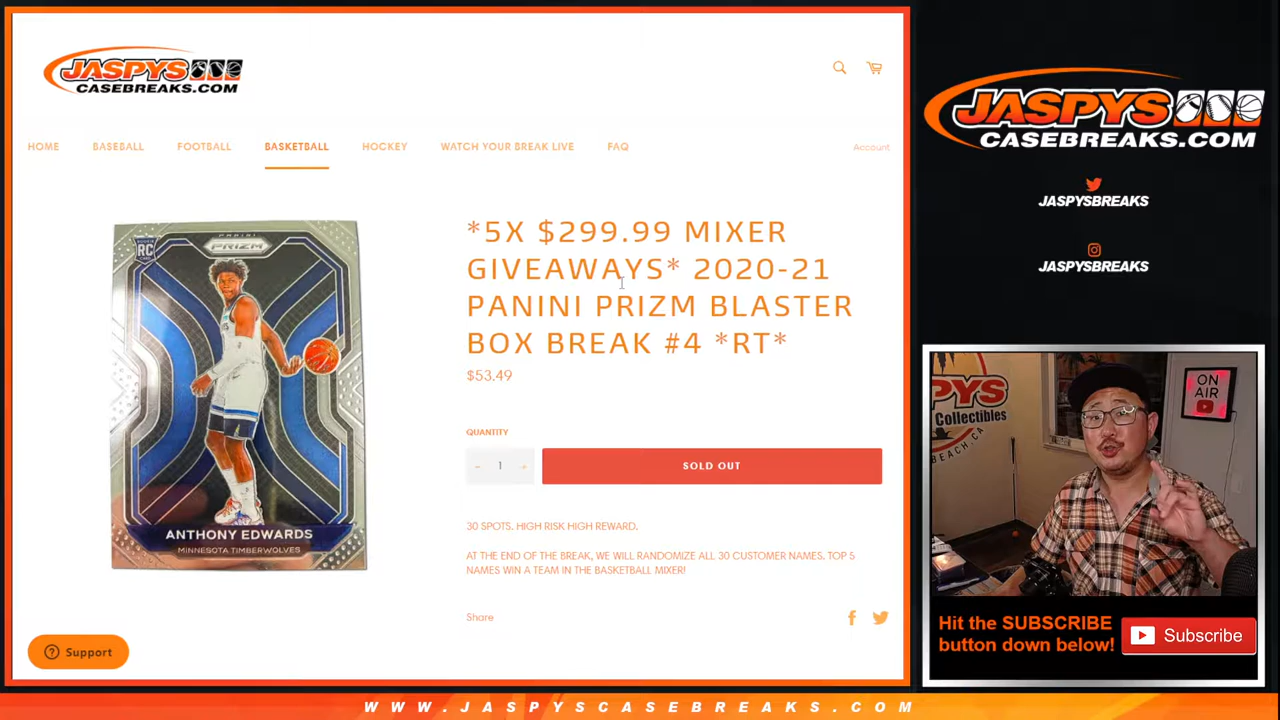 JASPYS
CASEBREAKS.COM
HOME BASEBALL FOOTBALL BASKETBALL HOCKEY WATCH YOUR BREAK LIVE FAQ
Account
RC
PANINI
PRIZM
ANTHONY EDWARDS
MINNESOTA TIMBERWOLVES
*5X $299.99 MIXER
GIVEAWAYS* 2020-21
PANINI PRIZM BLASTER
BOX BREAK #4 *RT*
$53.49
QUANTITY
− 1 +
SOLD OUT
30 SPOTS. HIGH RISK HIGH REWARD.
AT THE END OF THE BREAK, WE WILL RANDOMIZE ALL 30 CUSTOMER NAMES. TOP 5
NAMES WIN A TEAM IN THE BASKETBALL MIXER!
Share
Support
JASPYS
CASEBREAKS.COM
JASPYSBREAKS
JASPYSBREAKS
PYS
Collectibles
BEACH, CA
ON
AIR
Hit the SUBSCRIBE
button down below!
Subscribe
WWW.JASPYSCASEBREAKS.COM